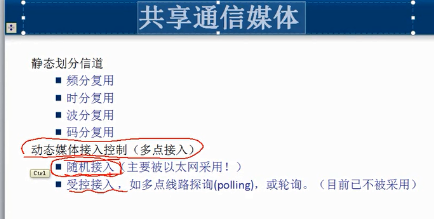 共享通信媒体
静态划分信道
频分复用
时分复用
波分复用
码分复用
动态媒体接入控制（多点接入）
随机接入（主要被以太网采用！）
Ctrl
受控接入，如多点线路探询(polling)，或轮询。（目前已不被采用）